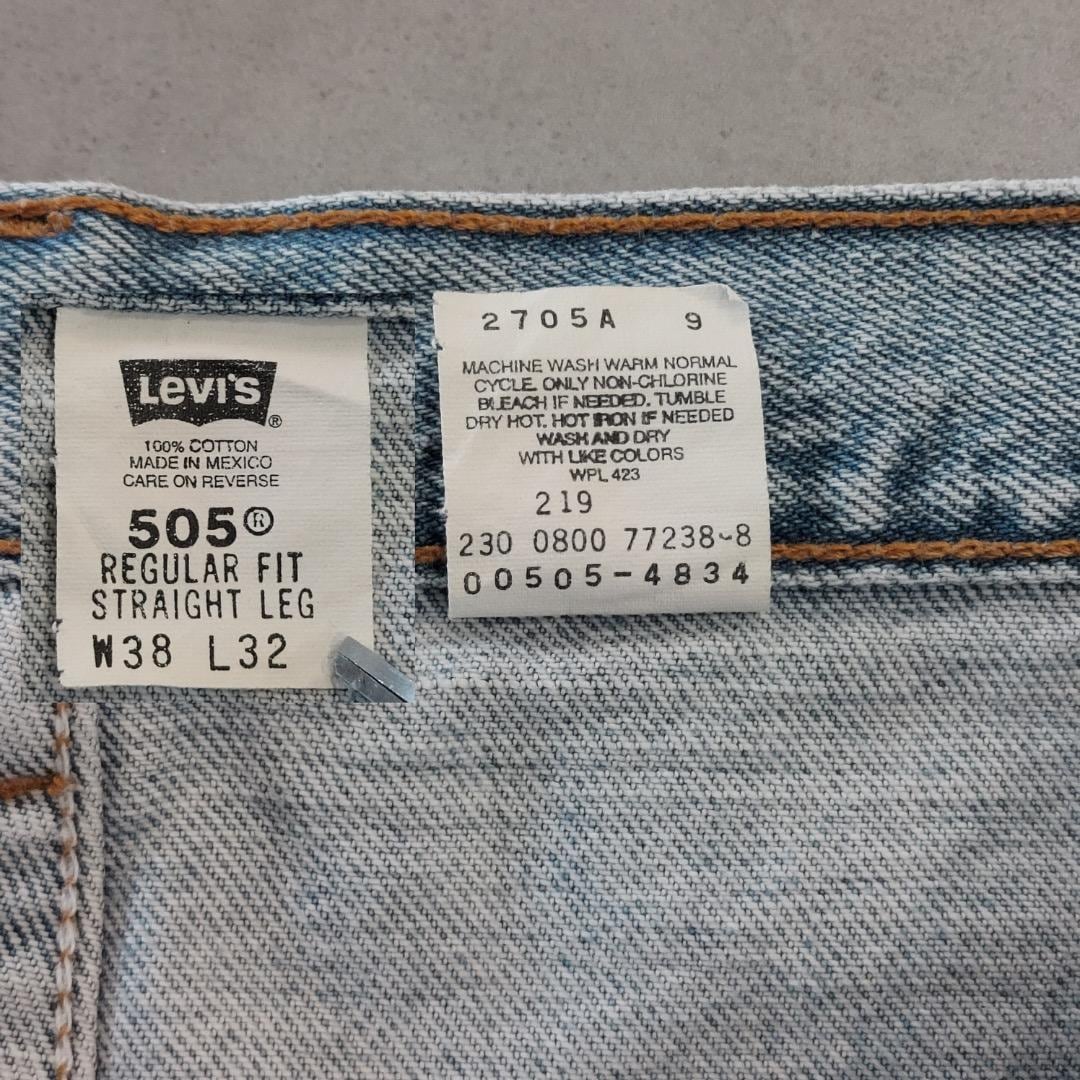 LEVI'S®
100% COTTON
MADE IN MEXICO
CARE ON REVERSE
505®
REGULAR FIT
STRAIGHT LEG
W38 L32
2705A 9
MACHINE WASH WARM NORMAL
CYCLE. ONLY NON-CHLORINE
BLEACH IF NEEDED. TUMBLE
DRY HOT. HOT IRON IF NEEDED
WASH AND DRY
WITH LIKE COLORS
WPL 423
219
230 0800 77238-8
00505-4834